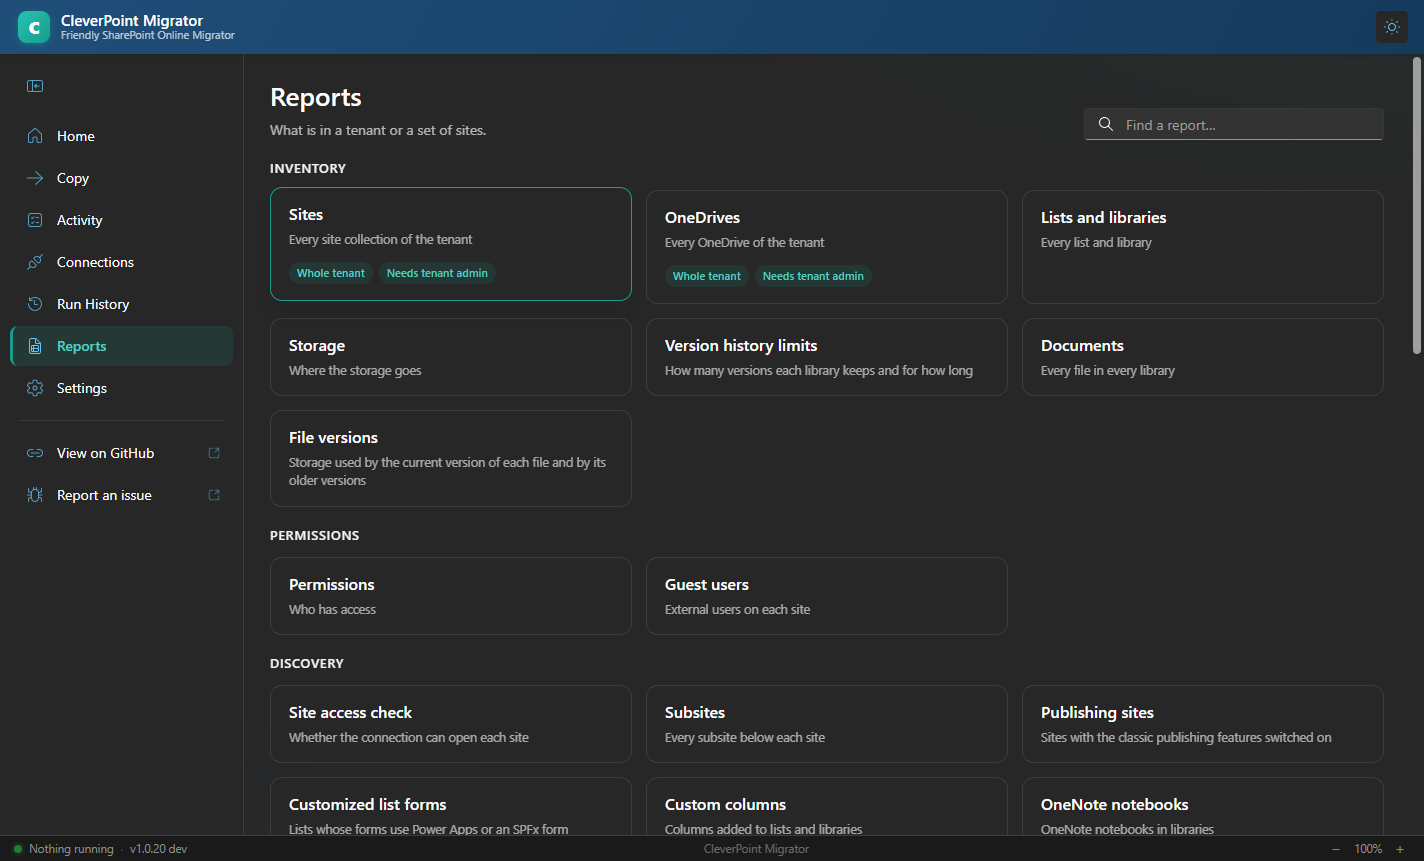 c
CleverPoint Migrator
Friendly SharePoint Online Migrator
Home
Copy
Activity
Connections
Run History
Reports
Settings
View on GitHub
Report an issue
Reports
What is in a tenant or a set of sites.
Find a report...
INVENTORY
Sites
Every site collection of the tenant
Whole tenant
Needs tenant admin
OneDrives
Every OneDrive of the tenant
Whole tenant
Needs tenant admin
Lists and libraries
Every list and library
Storage
Where the storage goes
Version history limits
How many versions each library keeps and for how long
Documents
Every file in every library
File versions
Storage used by the current version of each file and by its
older versions
PERMISSIONS
Permissions
Who has access
Guest users
External users on each site
DISCOVERY
Site access check
Whether the connection can open each site
Subsites
Every subsite below each site
Publishing sites
Sites with the classic publishing features switched on
Customized list forms
Lists whose forms use Power Apps or an SPFx form
Custom columns
Columns added to lists and libraries
OneNote notebooks
OneNote notebooks in libraries
Nothing running · v1.0.20 dev
CleverPoint Migrator
− 100% +